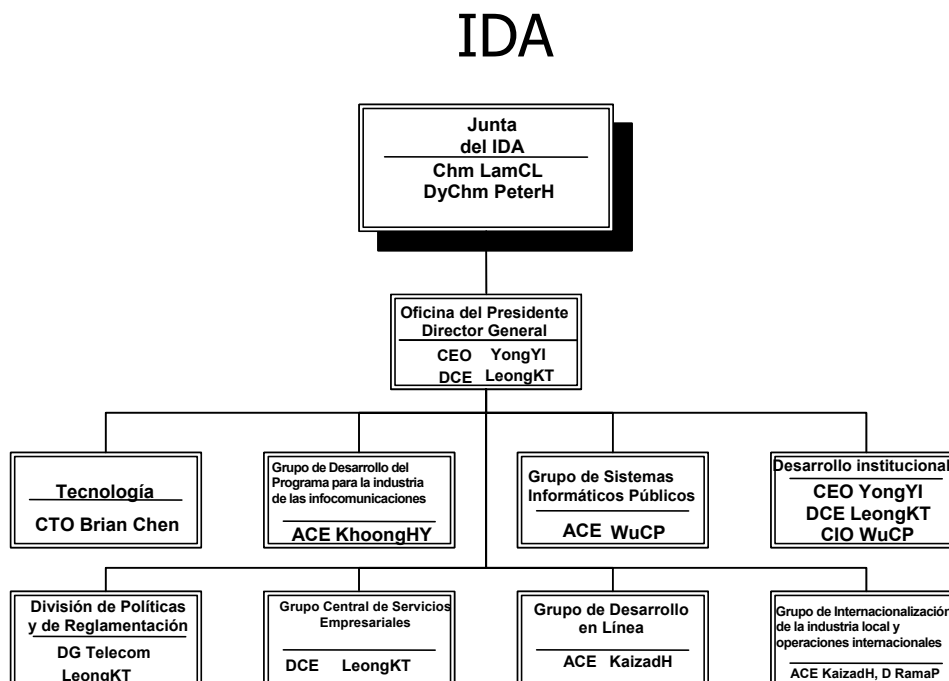 IDA
Junta
del IDA
Chm LamCL
DyChm PeterH
Oficina del Presidente
Director General
CEO YongYI
DCE LeongKT
Tecnología
CTO Brian Chen
Grupo de Desarrollo del
Programa para la industria
de las infocomunicaciones
ACE KhoongHY
Grupo de Sistemas
Informáticos Públicos
ACE WuCP
Desarrollo institucional
CEO YongYI
DCE LeongKT
CIO WuCP
División de Políticas
y de Reglamentación
DG Telecom
LeongKT
Grupo Central de Servicios
Empresariales
DCE LeongKT
Grupo de Desarrollo
en Línea
ACE KaizadH
Grupo de Internacionalización
de la industria local y
operaciones internacionales
ACE KaizadH, D RamaP